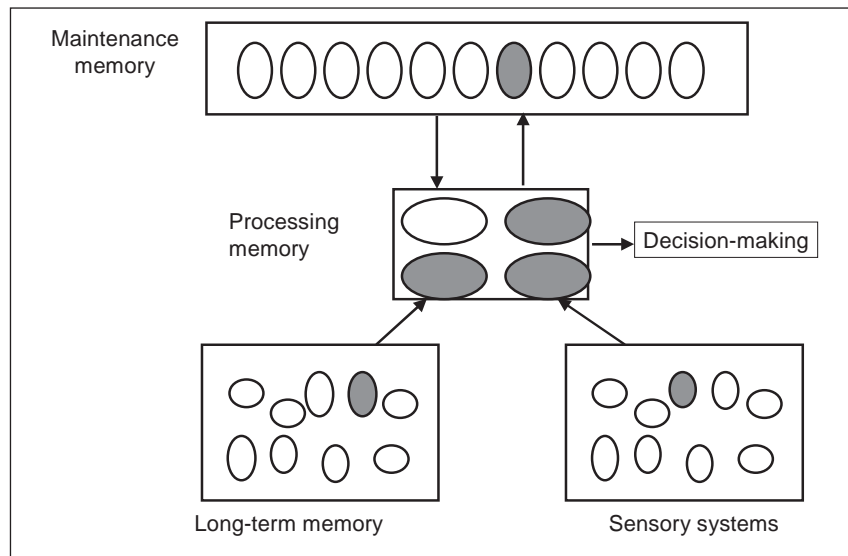 Maintenance
memory
Processing
memory
Decision-making
Long-term memory
Sensory systems